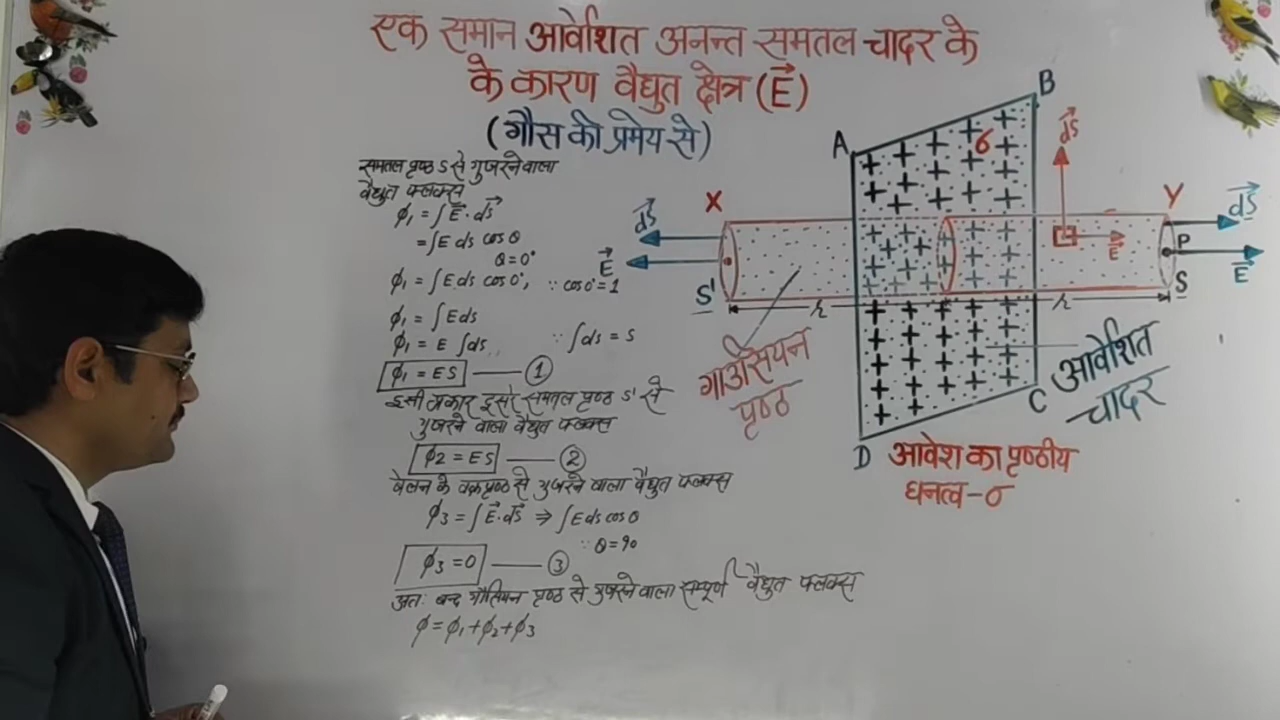 एक समान आवेशित अनन्त समतल चादर के
के कारण वैद्युत क्षेत्र (E→)
(गौस की प्रमेय से)
समतल पृष्ठ S से गुजरने वाला
वैद्युत फ्लक्स
ϕ₁ = ∫E→. ds→
= ∫E ds cos θ
θ = 0°
ϕ₁ = ∫E ds cos 0°, ∵ cos 0° = 1
ϕ₁ = ∫E ds
ϕ₁ = E ∫ds, ∵ ∫ds = S
ϕ₁ = ES —— ①
इसी प्रकार दूसरे समतल पृष्ठ S' से
गुजरने वाला वैद्युत फ्लक्स
ϕ2 = ES —— ②
बेलन के वक्रपृष्ठ से गुजरने वाला वैद्युत फ्लक्स
ϕ3 = ∫E→. ds→ ⇒ ∫E ds cos θ
∵ θ = 90
ϕ3 = 0 —— ③
अतः बन्द गौसियन पृष्ठ से गुजरने वाला सम्पूर्ण वैद्युत फ्लक्स
ϕ = ϕ₁ + ϕ₂ + ϕ3
A
B
σ
ds→
X
Y
ds→
ds→
E→
E→
P
E→
S'
S
r
r
गाउसियन
पृष्ठ
आवेशित
चादर
C
D
आवेश का पृष्ठीय
घनत्व - σ